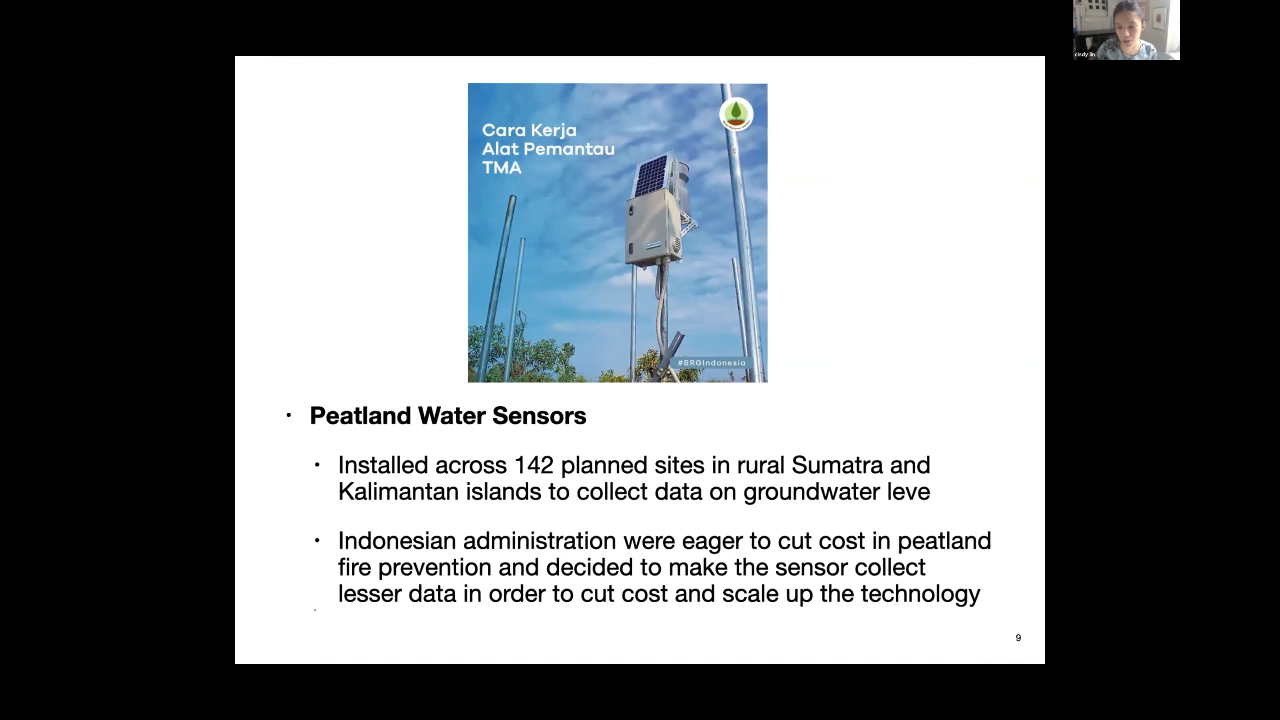 cindy lin
Cara Kerja
Alat Pemantau
TMA
#BRGIndonesia
• Peatland Water Sensors
• Installed across 142 planned sites in rural Sumatra and
Kalimantan islands to collect data on groundwater leve
• Indonesian administration were eager to cut cost in peatland
fire prevention and decided to make the sensor collect
lesser data in order to cut cost and scale up the technology
•
9